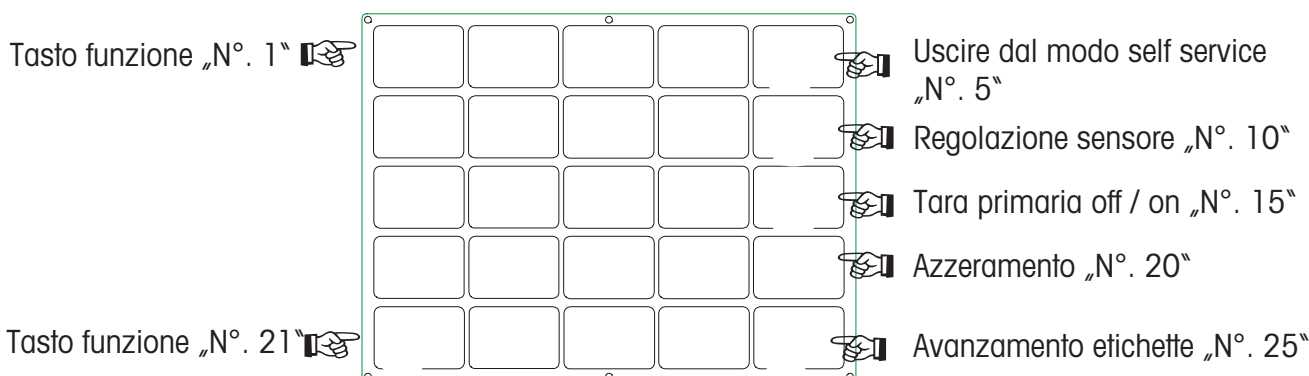 Tasto funzione „N°. 1‟
Uscire dal modo self service
„N°. 5‟
Regolazione sensore „N°. 10‟
Tara primaria off / on „N°. 15‟
Azzeramento „N°. 20‟
Tasto funzione „N°. 21‟
Avanzamento etichette „N°. 25‟